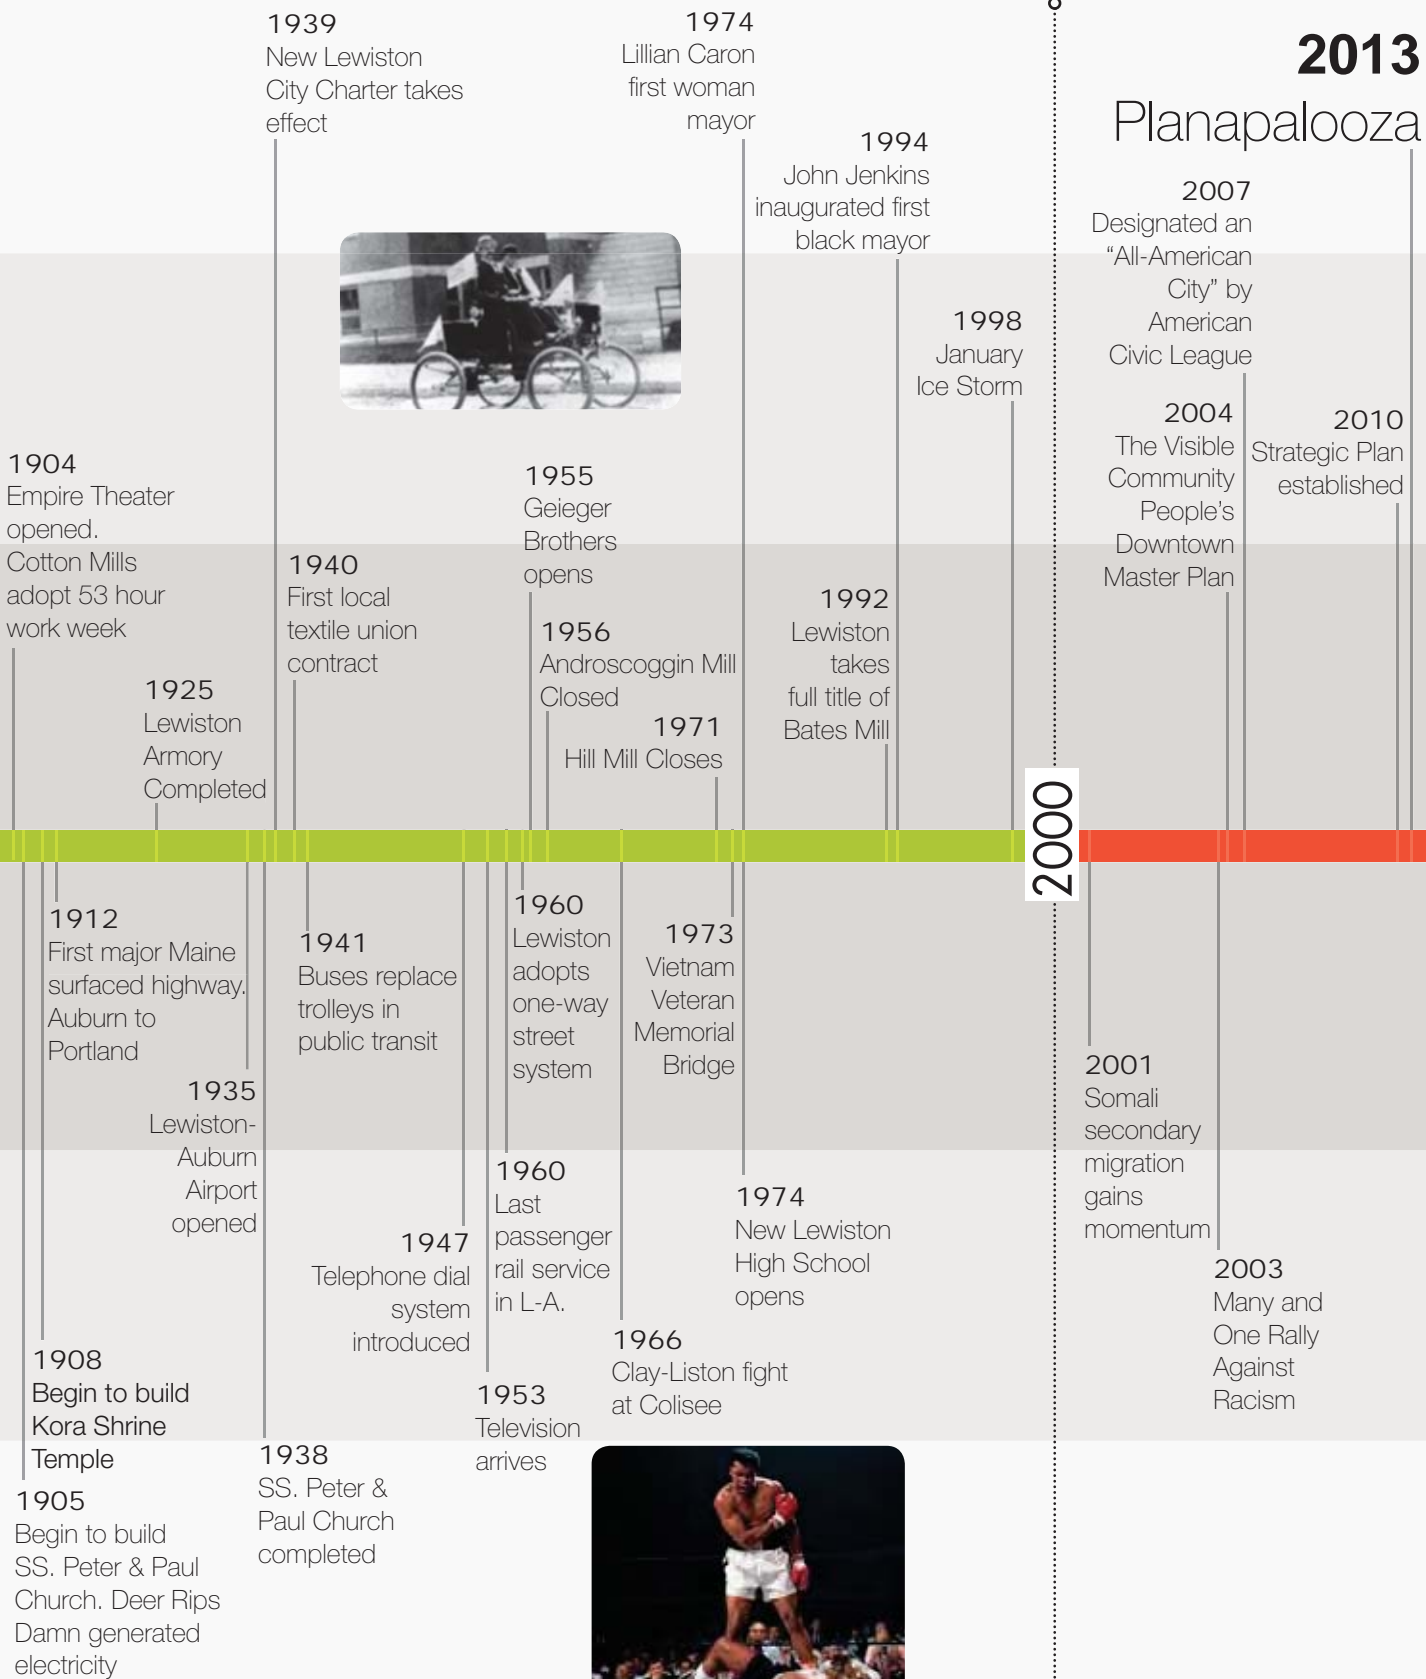 1939
New Lewiston
City Charter takes
effect
1974
Lillian Caron
first woman
mayor
2013
Planapalooza
1994
John Jenkins
inaugurated first
black mayor
2007
Designated an
“All-American
City” by
American
Civic League
1998
January
Ice Storm
2004
The Visible
Community
People’s
Downtown
Master Plan
2010
Strategic Plan
established
1904
Empire Theater
opened.
Cotton Mills
adopt 53 hour
work week
1955
Geieger
Brothers
opens
1940
First local
textile union
contract
1992
Lewiston
takes
full title of
Bates Mill
1956
Androscoggin Mill
Closed
1925
Lewiston
Armory
Completed
1971
Hill Mill Closes
2000
1912
First major Maine
surfaced highway.
Auburn to
Portland
1941
Buses replace
trolleys in
public transit
1960
Lewiston
adopts
one-way
street
system
1973
Vietnam
Veteran
Memorial
Bridge
2001
Somali
secondary
migration
gains
momentum
1935
Lewiston-
Auburn
Airport
opened
1960
Last
passenger
rail service
in L-A.
1974
New Lewiston
High School
opens
1947
Telephone dial
system
introduced
2003
Many and
One Rally
Against
Racism
1966
Clay-Liston fight
at Colisee
1908
Begin to build
Kora Shrine
Temple
1953
Television
arrives
1938
SS. Peter &
Paul Church
completed
1905
Begin to build
SS. Peter & Paul
Church. Deer Rips
Damn generated
electricity